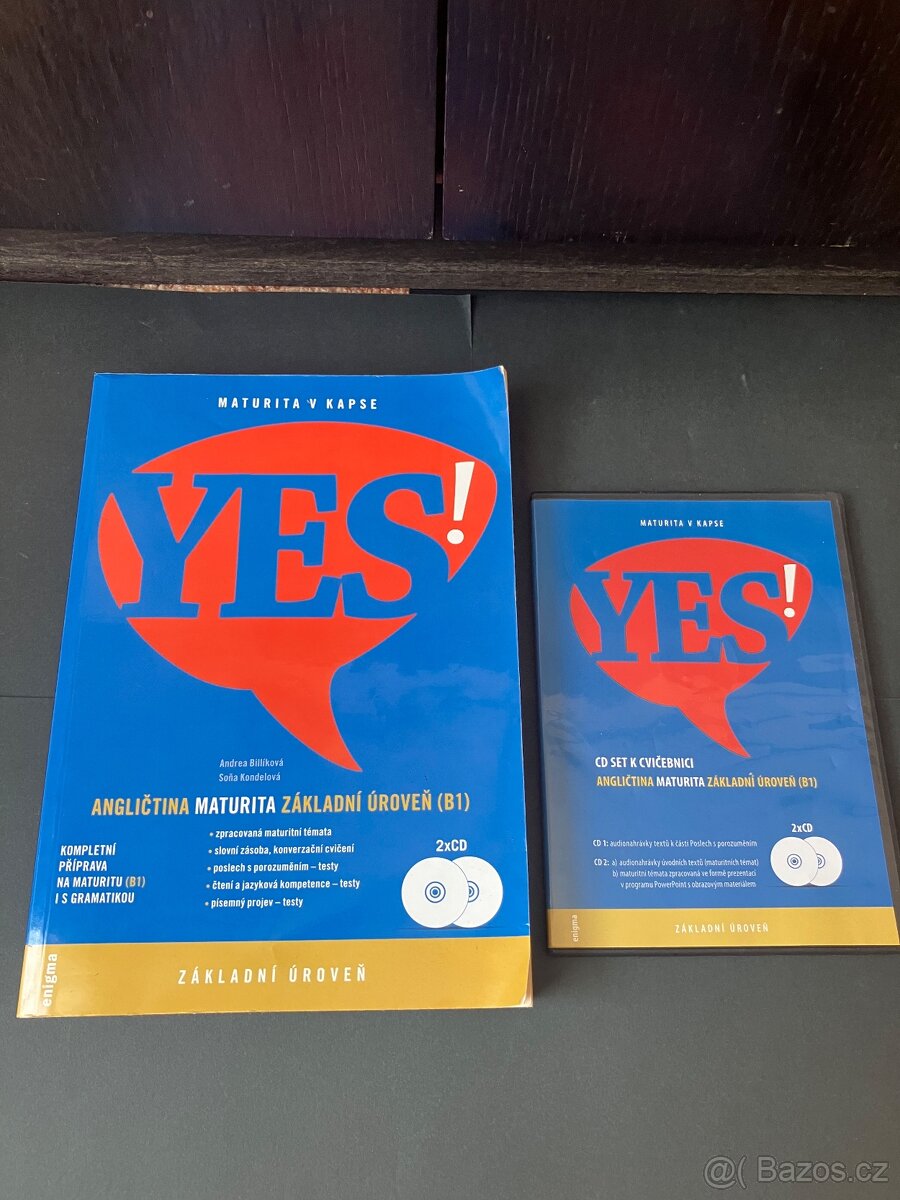 MATURITA V KAPSE
YES!
Andrea Billíková
Soňa Kondelová
ANGLIČTINA MATURITA ZÁKLADNÍ ÚROVEŇ (B1)
KOMPLETNÍ
PŘÍPRAVA
NA MATURITU (B1)
I S GRAMATIKOU
• zpracovaná maturitní témata
• slovní zásoba, konverzační cvičení
• poslech s porozuměním – testy
• čtení a jazyková kompetence – testy
• písemný projev – testy
2xCD
enigma
ZÁKLADNÍ ÚROVEŇ
MATURITA V KAPSE
YES!
CD SET K CVIČEBNICI
ANGLIČTINA MATURITA ZÁKLADNÍ ÚROVEŇ (B1)
2xCD
CD 1: audionahrávky textů k části Poslech s porozuměním
CD 2: a) audionahrávky úvodních textů (maturitních témat)
b) maturitní témata zpracovaná ve formě prezentací
v programu PowerPoint s obrazovým materiálem
enigma
ZÁKLADNÍ ÚROVEŇ
@( Bazos.cz